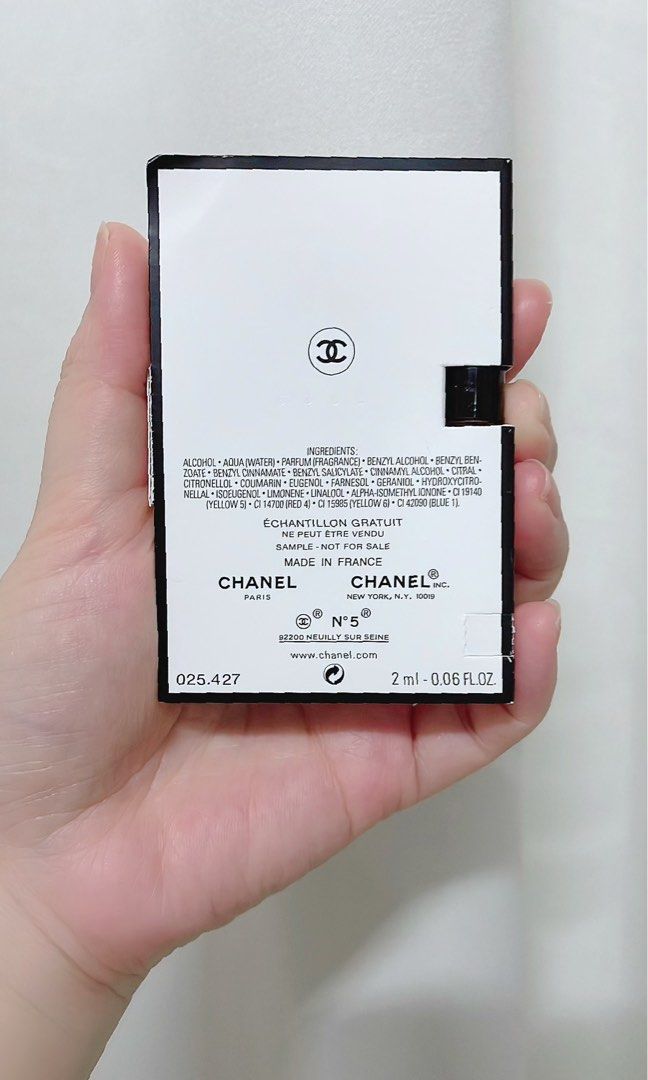 INGREDIENTS:
ALCOHOL • AQUA (WATER) • PARFUM (FRAGRANCE) • BENZYL ALCOHOL • BENZYL BEN-
ZOATE • BENZYL CINNAMATE • BENZYL SALICYLATE • CINNAMYL ALCOHOL • CITRAL •
CITRONELLOL • COUMARIN • EUGENOL • FARNESOL • GERANIOL • HYDROXYCITRO-
NELLAL • ISOEUGENOL • LIMONENE • LINALOOL • ALPHA-ISOMETHYL IONONE • CI 19140
(YELLOW 5) • CI 14700 (RED 4) • CI 15985 (YELLOW 6) • CI 42090 (BLUE 1).
ÉCHANTILLON GRATUIT
NE PEUT ÊTRE VENDU
SAMPLE - NOT FOR SALE
MADE IN FRANCE
CHANEL CHANEL® INC.
PARIS NEW YORK, N.Y. 10019
® N°5®
92200 NEUILLY SUR SEINE
www.chanel.com
025.427 2 ml - 0.06 FL.OZ.